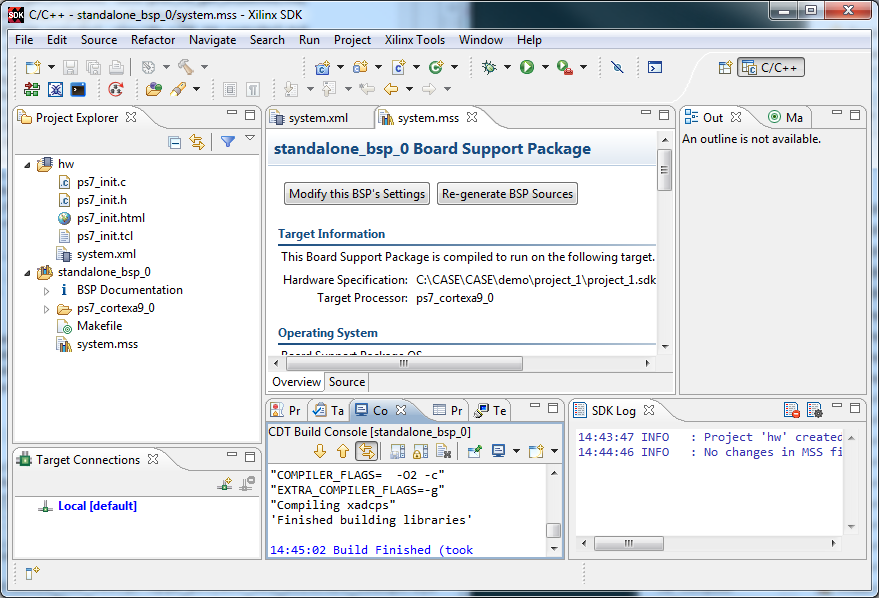 C/C++ - standalone_bsp_0/system.mss - Xilinx SDK
File Edit Source Refactor Navigate Search Run Project Xilinx Tools Window Help
C/C++
Project Explorer
hw
ps7_init.c
ps7_init.h
ps7_init.html
ps7_init.tcl
system.xml
standalone_bsp_0
BSP Documentation
ps7_cortexa9_0
Makefile
system.mss
Target Connections
Local [default]
system.xml system.mss
standalone_bsp_0 Board Support Package
Modify this BSP's Settings Re-generate BSP Sources
Target Information
This Board Support Package is compiled to run on the following target.
Hardware Specification: C:\CASE\CASE\demo\project_1\project_1.sdk
Target Processor: ps7_cortexa9_0
Operating System
Board Support Package OS.
Overview Source
Out Ma
An outline is not available.
Pr Ta Co Pr Te
CDT Build Console [standalone_bsp_0]
"COMPILER_FLAGS= -O2 -c"
"EXTRA_COMPILER_FLAGS=-g"
"Compiling xadcps"
'Finished building libraries'
14:45:02 Build Finished (took
SDK Log
14:43:47 INFO : Project 'hw' created
14:44:46 INFO : No changes in MSS fi